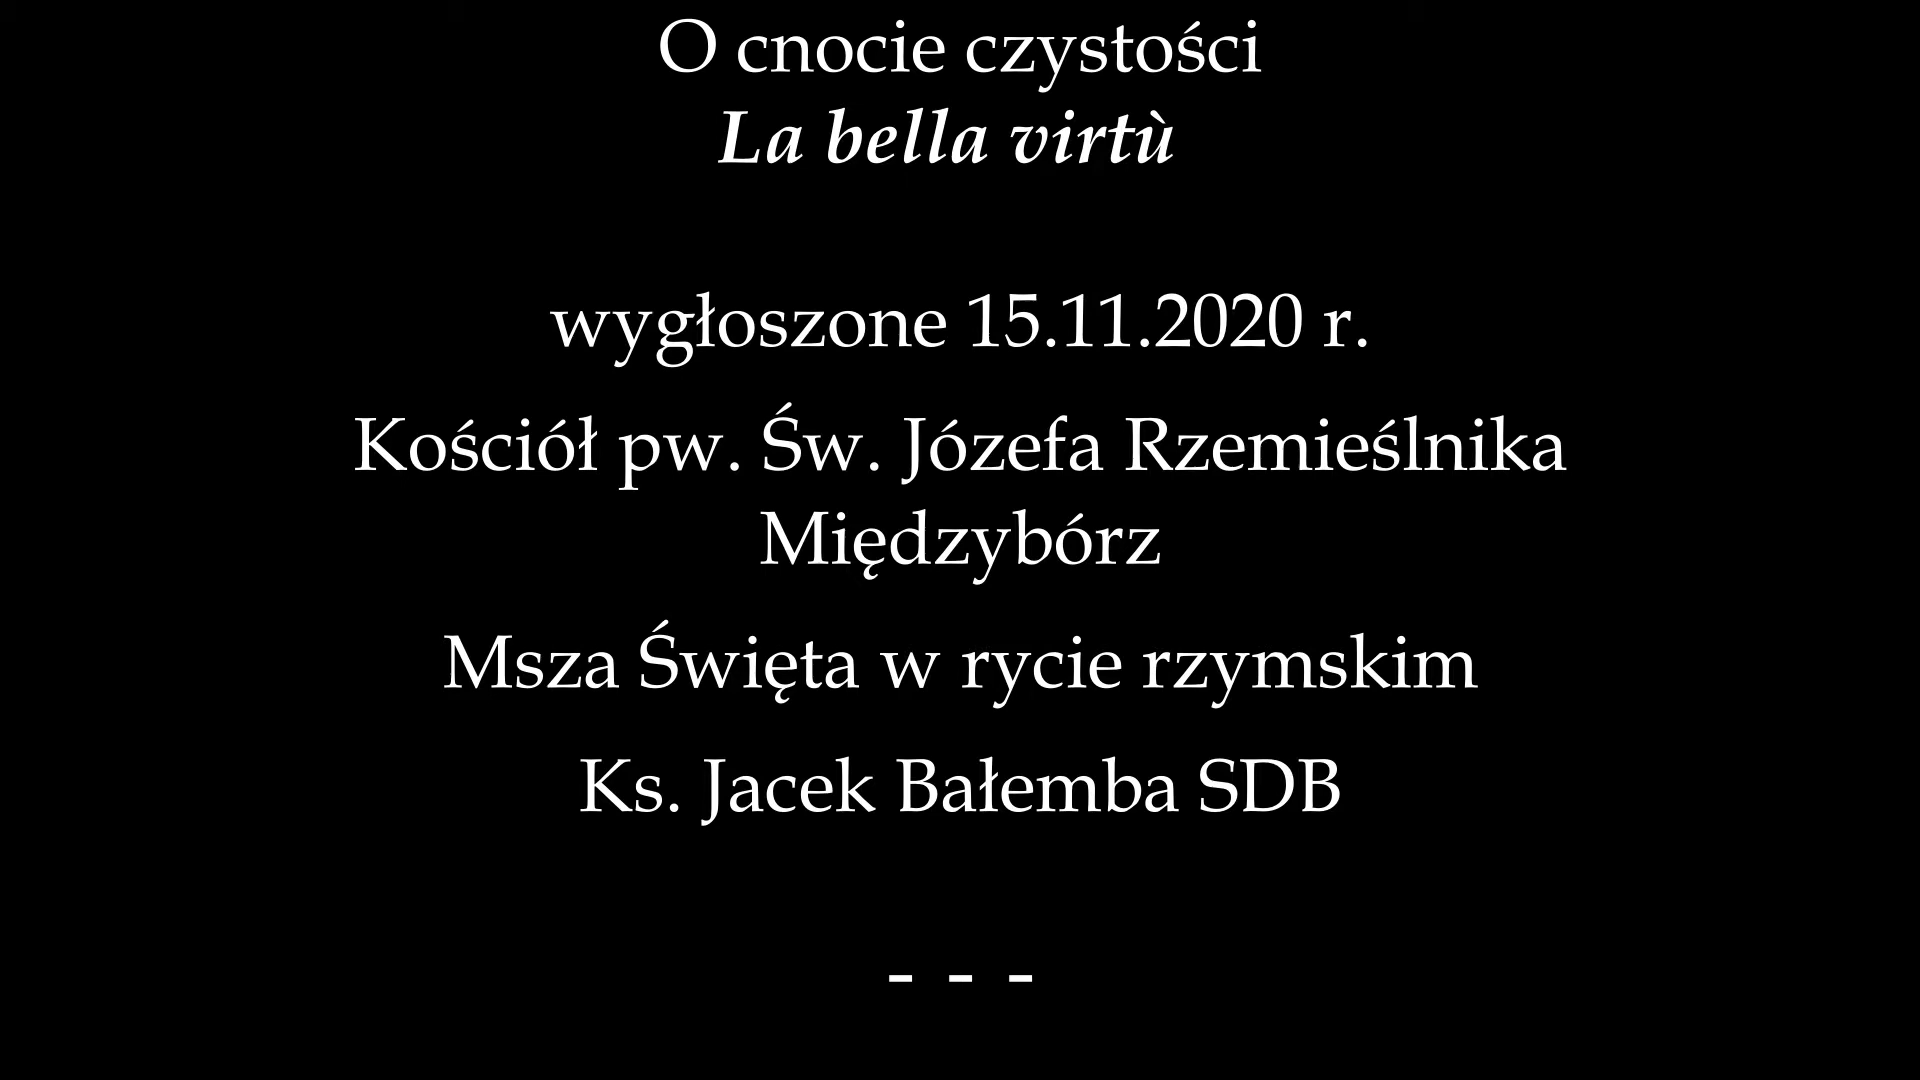 O cnocie czystości
La bella virtù
wygłoszone 15.11.2020 r.
Kościół pw. Św. Józefa Rzemieślnika
Międzybórz
Msza Święta w rycie rzymskim
Ks. Jacek Bałemba SDB
- - -